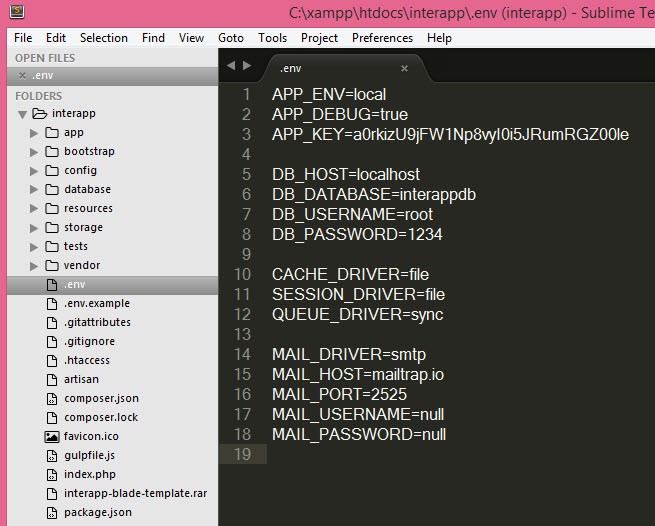 C:\xampp\htdocs\interapp\.env (interapp) - Sublime Te
File Edit Selection Find View Goto Tools Project Preferences Help
OPEN FILES
.env
FOLDERS
interapp
app
bootstrap
config
database
resources
storage
tests
vendor
.env
.env.example
.gitattributes
.gitignore
.htaccess
artisan
composer.json
composer.lock
favicon.ico
gulpfile.js
index.php
interapp-blade-template.rar
package.json
.env
1 APP_ENV=local
2 APP_DEBUG=true
3 APP_KEY=a0rkizU9jFW1Np8vyI0i5JRumRGZ00le
4
5 DB_HOST=localhost
6 DB_DATABASE=interappdb
7 DB_USERNAME=root
8 DB_PASSWORD=1234
9
10 CACHE_DRIVER=file
11 SESSION_DRIVER=file
12 QUEUE_DRIVER=sync
13
14 MAIL_DRIVER=smtp
15 MAIL_HOST=mailtrap.io
16 MAIL_PORT=2525
17 MAIL_USERNAME=null
18 MAIL_PASSWORD=null
19